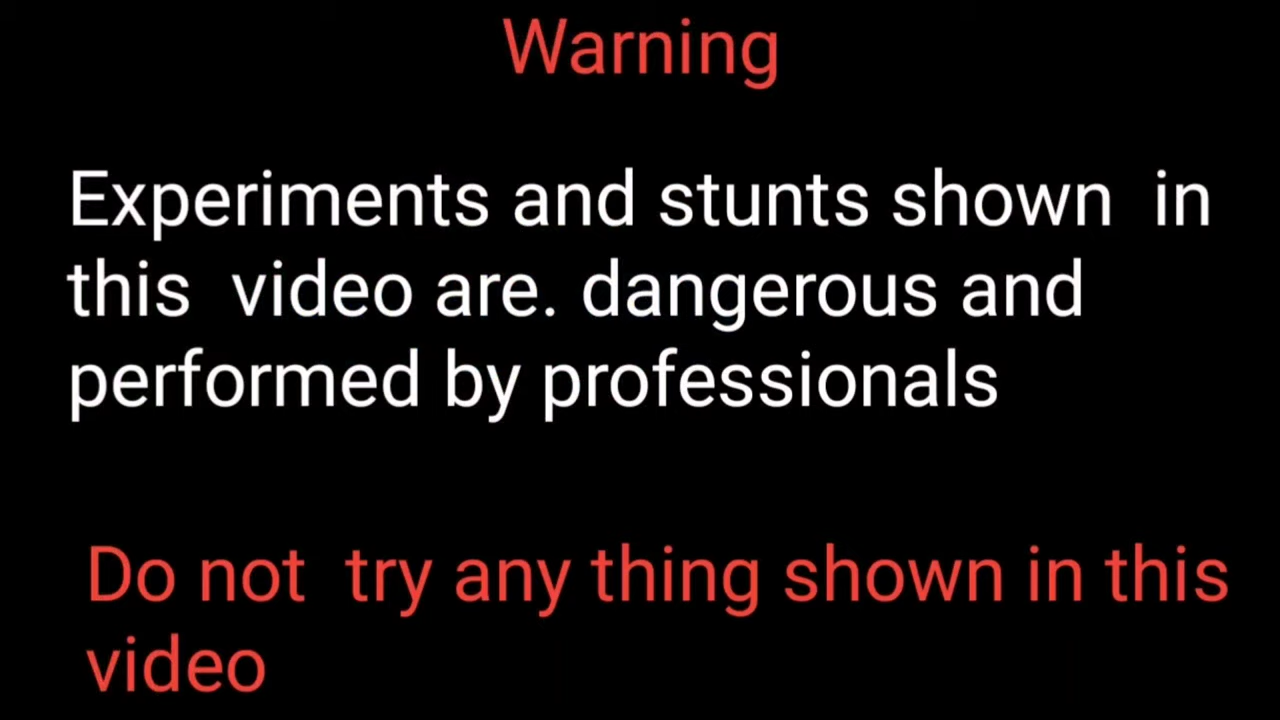 Warning
Experiments and stunts shown  in
this  video are. dangerous and
performed by professionals
Do not  try any thing shown in this
video